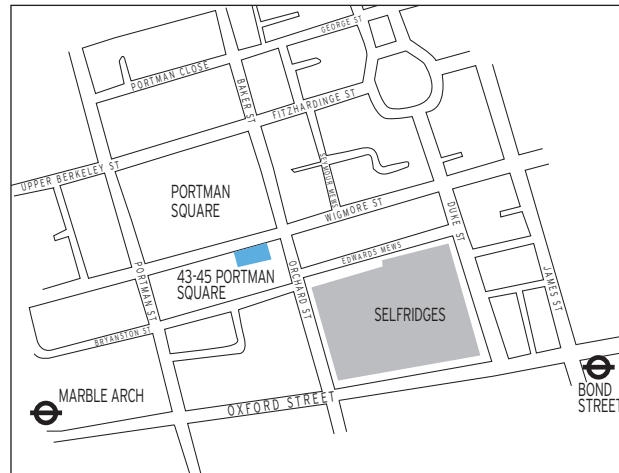 GEORGE ST
PORTMAN CLOSE
BAKER ST
FITZHARDINGE ST
UPPER BERKELEY ST
SEYMOUR MEWS
PORTMAN
SQUARE
WIGMORE ST
DUKE ST
EDWARDS MEWS
43-45 PORTMAN
SQUARE
PORTMAN ST
ORCHARD ST
JAMES ST
BRYANSTON ST
SELFRIDGES
MARBLE ARCH
OXFORD STREET
BOND
STREET